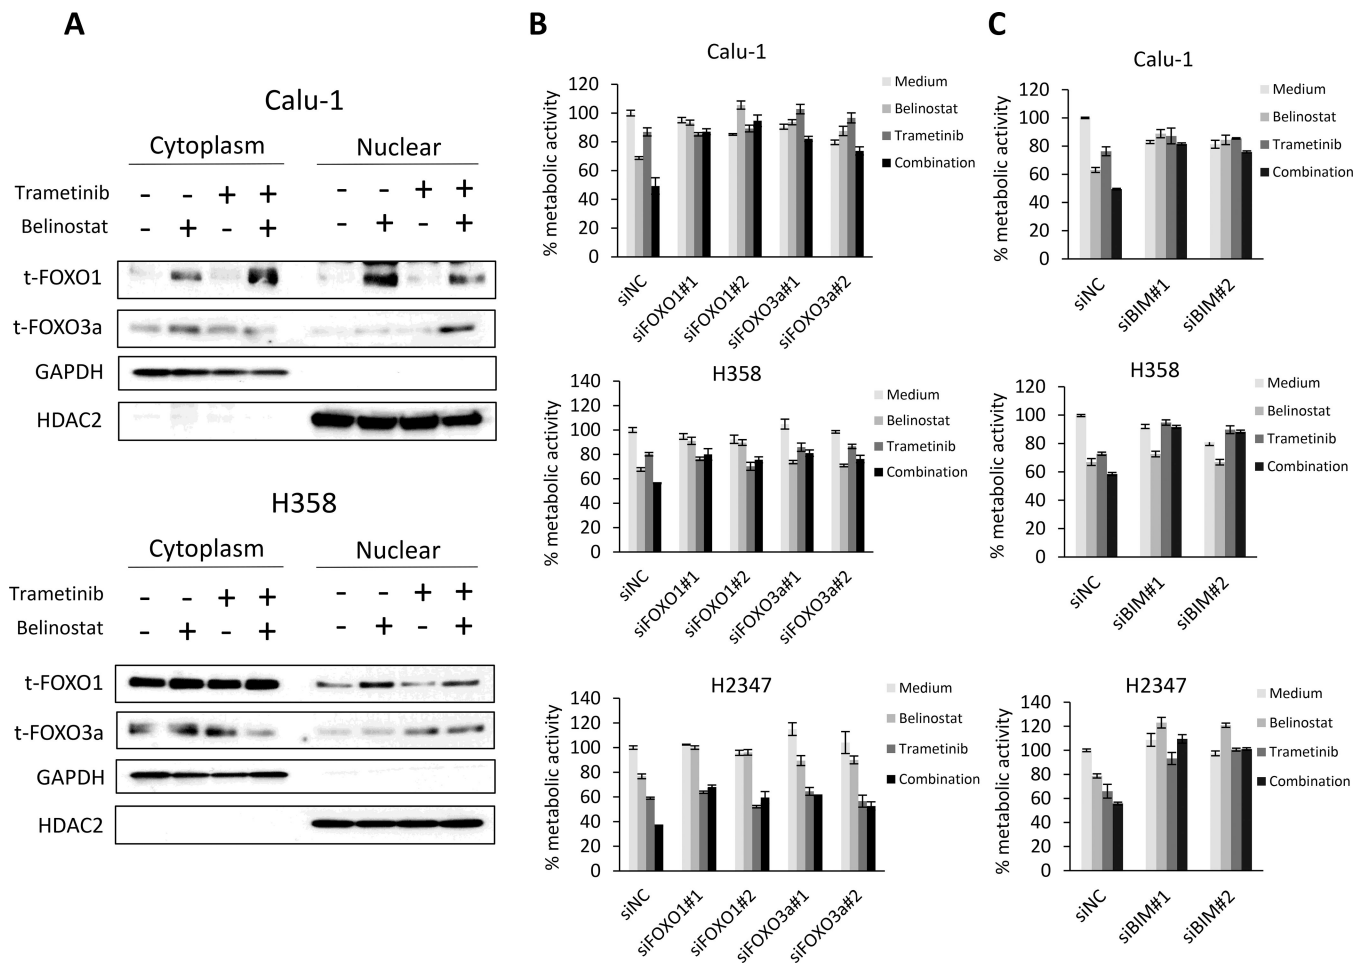 A
Calu-1
Cytoplasm Nuclear
Trametinib - - + + - - + +
Belinostat - + - + - + - +
t-FOXO1
t-FOXO3a
GAPDH
HDAC2
H358
Cytoplasm Nuclear
Trametinib - - + + - - + +
Belinostat - + - + - + - +
t-FOXO1
t-FOXO3a
GAPDH
HDAC2
B
Calu-1
% metabolic activity
120
100
80
60
40
20
0
Medium
Belinostat
Trametinib
Combination
siNC siFOXO1#1 siFOXO1#2 siFOXO3a#1 siFOXO3a#2
H358
% metabolic activity
140
120
100
80
60
40
20
0
Medium
Belinostat
Trametinib
Combination
siNC siFOXO1#1 siFOXO1#2 siFOXO3a#1 siFOXO3a#2
H2347
% metabolic activity
140
120
100
80
60
40
20
0
Medium
Belinostat
Trametinib
Combination
siNC siFOXO1#1 siFOXO1#2 siFOXO3a#1 siFOXO3a#2
C
Calu-1
% metabolic activity
120
100
80
60
40
20
0
Medium
Belinostat
Trametinib
Combination
siNC siBIM#1 siBIM#2
H358
% metabolic activity
120
100
80
60
40
20
0
Medium
Belinostat
Trametinib
Combination
siNC siBIM#1 siBIM#2
H2347
% metabolic activity
140
120
100
80
60
40
20
0
Medium
Belinostat
Trametinib
Combination
siNC siBIM#1 siBIM#2